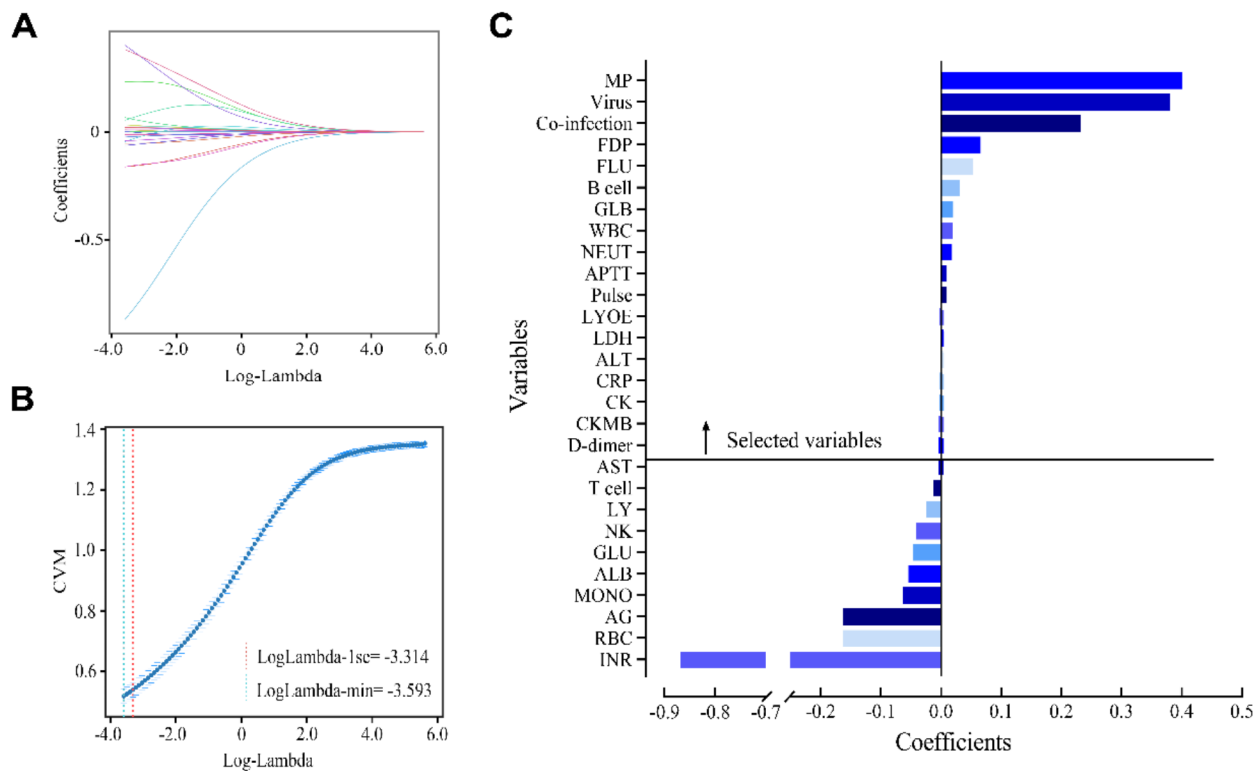 A
0
-0.5
Coefficients
-4.0 -2.0 0 2.0 4.0 6.0
Log-Lambda
B
1.4
1.2
1.0
0.8
0.6
CVM
LogLambda-1se= -3.314
LogLambda-min= -3.593
-4.0 -2.0 0 2.0 4.0 6.0
Log-Lambda
C
Variables
MP
Virus
Co-infection
FDP
FLU
B cell
GLB
WBC
NEUT
APTT
Pulse
LYOE
LDH
ALT
CRP
CK
CKMB
D-dimer
Selected variables
AST
T cell
LY
NK
GLU
ALB
MONO
AG
RBC
INR
-0.9 -0.8 -0.7 -0.2 -0.1 0.0 0.1 0.2 0.3 0.4 0.5
Coefficients